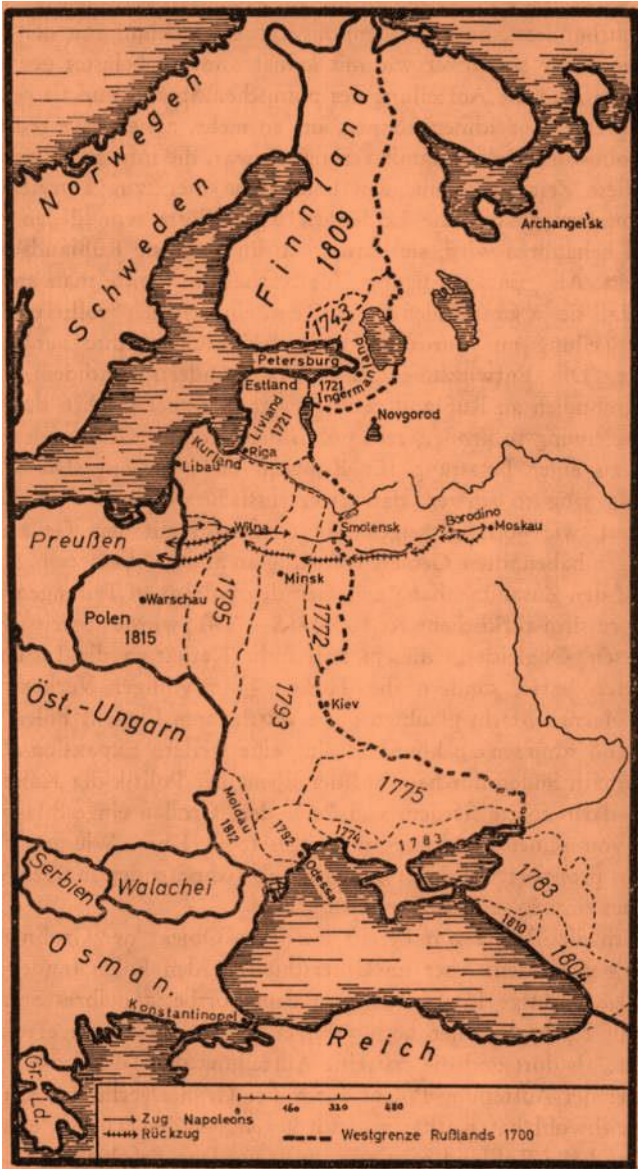 Norwegen
Schweden
Finnland
1809
Archangel'sk
1743
Petersburg
Estland
1721
Ingermanland
Livland
1721
Novgorod
Kurland
Riga
Libau
Borodino
Wilna
Smolensk
Moskau
Preußen
Minsk
1795
1772
Warschau
Polen
1815
1793
Öst.-Ungarn
Kiev
1775
Moldau
1812
1792
1774
1783
Odessa
Serbien
Walachei
1783
1810
1804
Osman.
Konstantinopel
Reich
Gr.-
Ld.
0 160 320 480
Zug Napoleons
Rückzug
Westgrenze Rußlands 1700